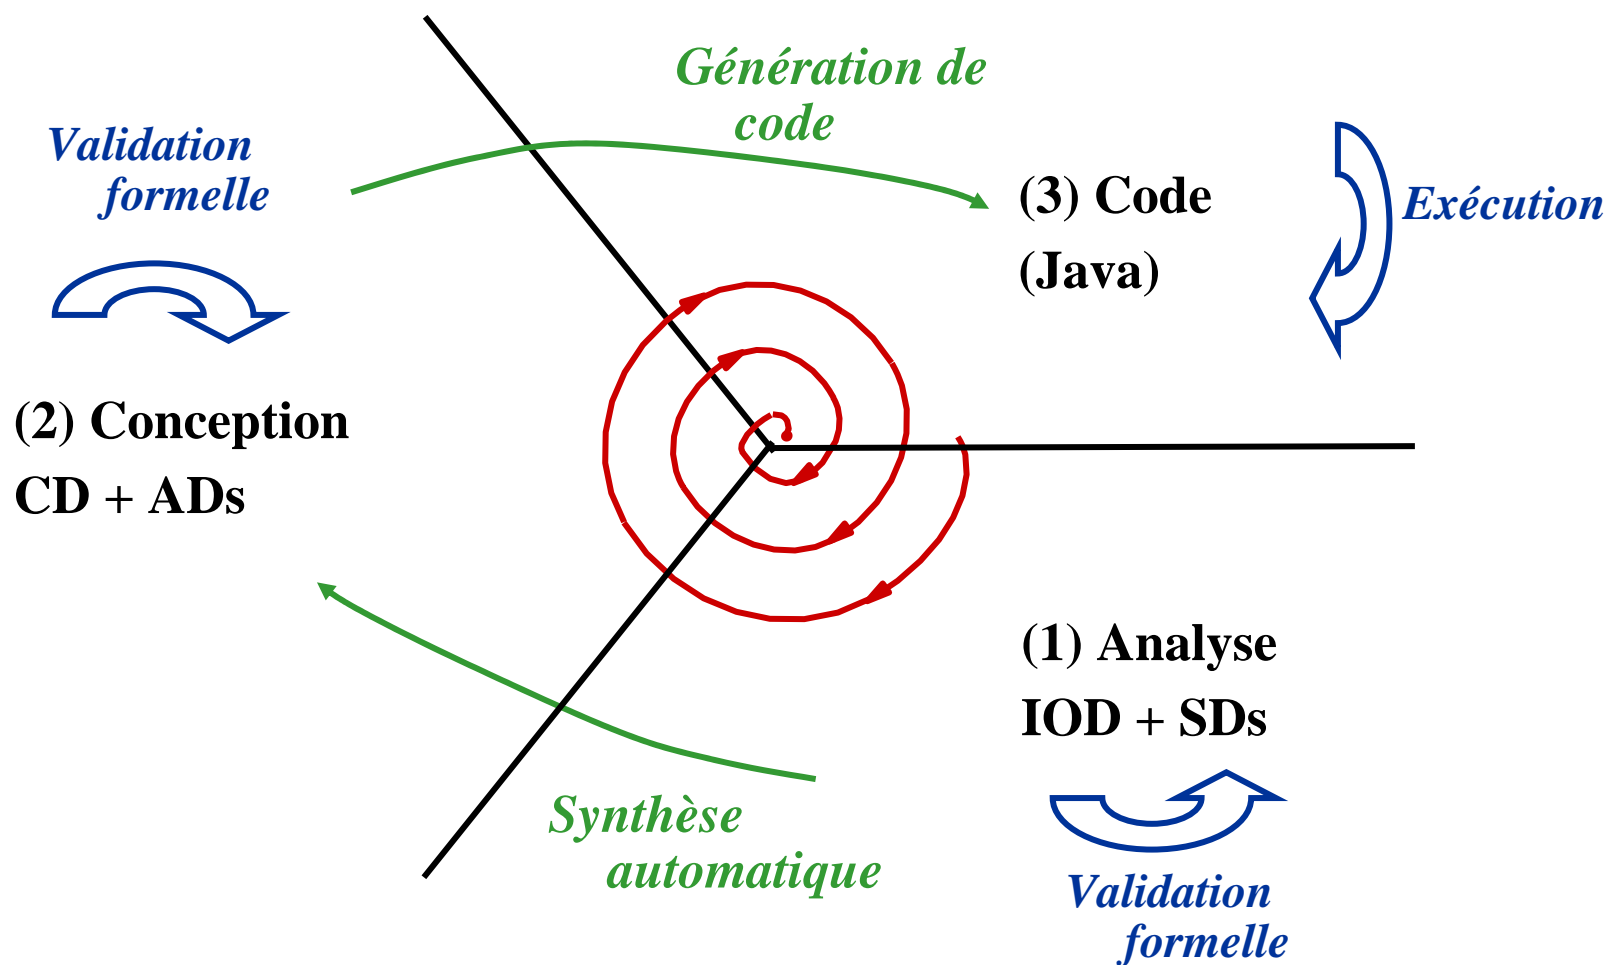 Génération de
code
Validation
formelle
(3) Code
(Java)
Exécution
(2) Conception
CD + ADs
(1) Analyse
IOD + SDs
Synthèse
automatique
Validation
formelle